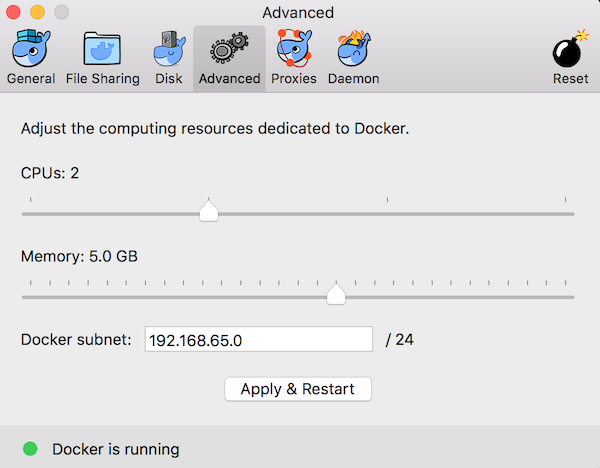 Advanced
General File Sharing Disk Advanced Proxies Daemon Reset
Adjust the computing resources dedicated to Docker.
CPUs: 2
Memory: 5.0 GB
Docker subnet: 192.168.65.0 / 24
Apply & Restart
Docker is running